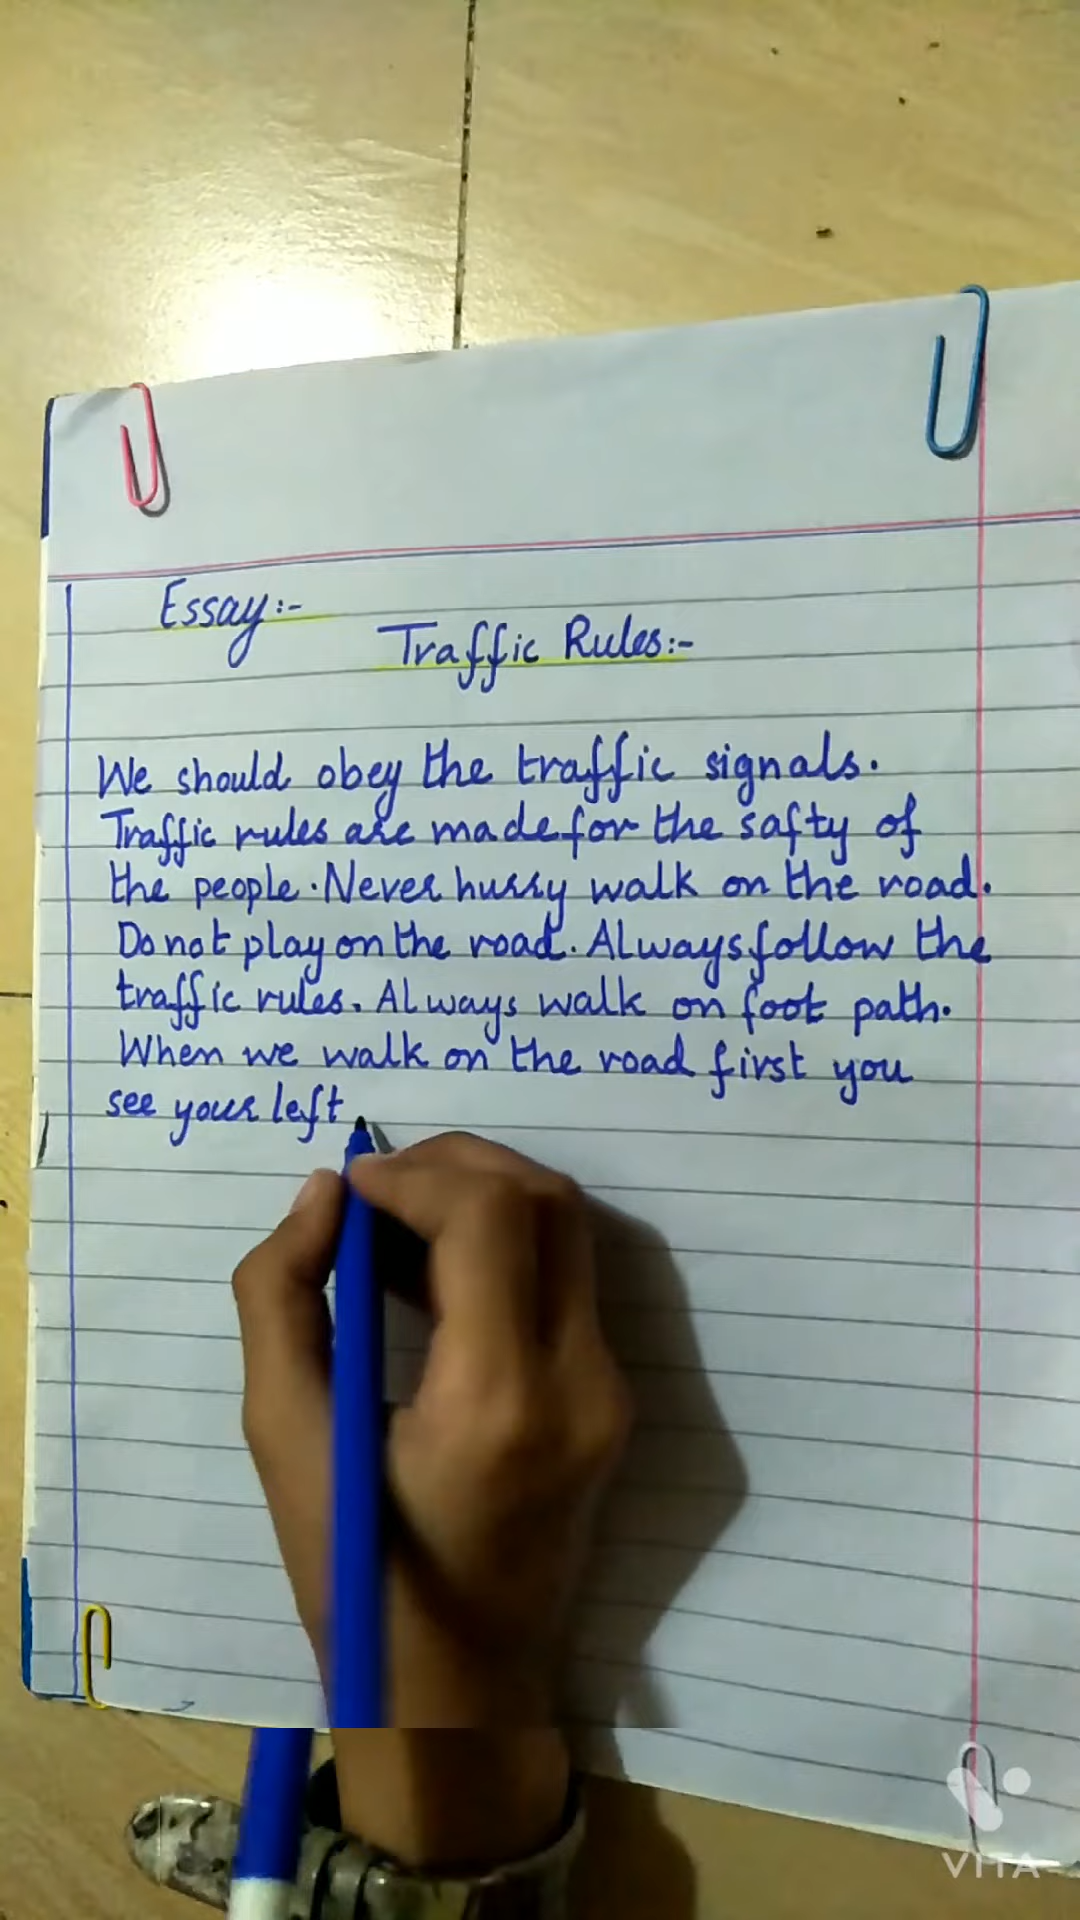 Essay:-
Traffic Rules:-
We should obey the traffic signals.
Traffic rules are made for the safty of
the people. Never hurry walk on the road.
Do not play on the road. Always follow the
traffic rules. Always walk on foot path.
When we walk on the road first you
see your left
VITA